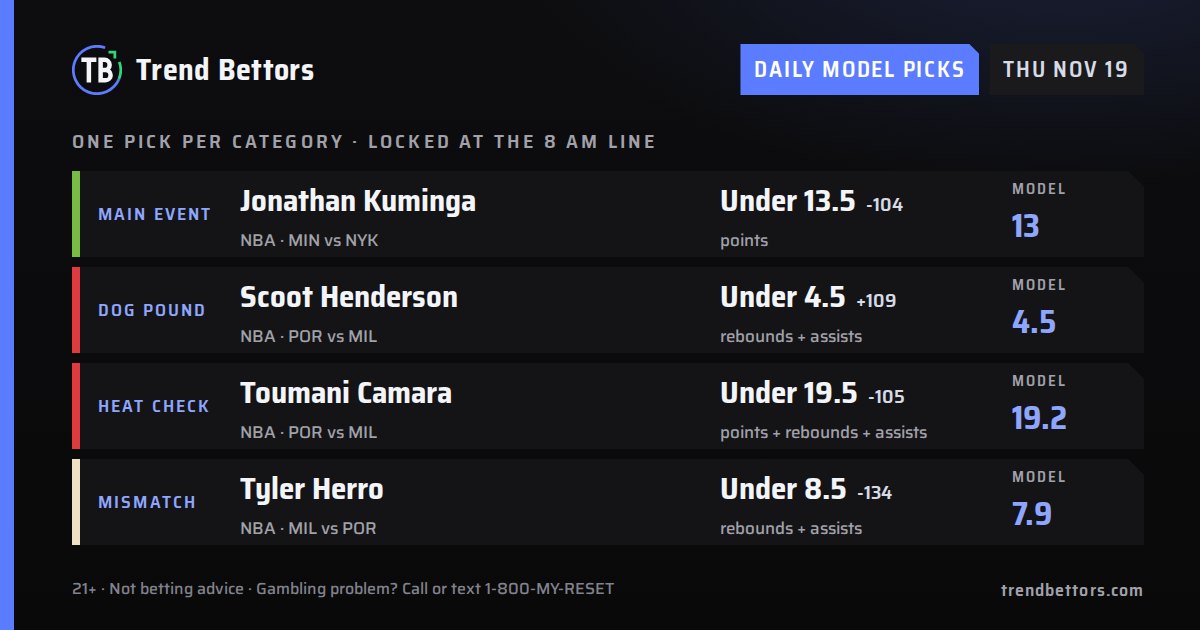 TB Trend Bettors
DAILY MODEL PICKS
THU NOV 19
ONE PICK PER CATEGORY · LOCKED AT THE 8 AM LINE
MAIN EVENT
Jonathan Kuminga
NBA · MIN vs NYK
Under 13.5 -104
points
MODEL
13
DOG POUND
Scoot Henderson
NBA · POR vs MIL
Under 4.5 +109
rebounds + assists
MODEL
4.5
HEAT CHECK
Toumani Camara
NBA · POR vs MIL
Under 19.5 -105
points + rebounds + assists
MODEL
19.2
MISMATCH
Tyler Herro
NBA · MIL vs POR
Under 8.5 -134
rebounds + assists
MODEL
7.9
21+ · Not betting advice · Gambling problem? Call or text 1-800-MY-RESET
trendbettors.com